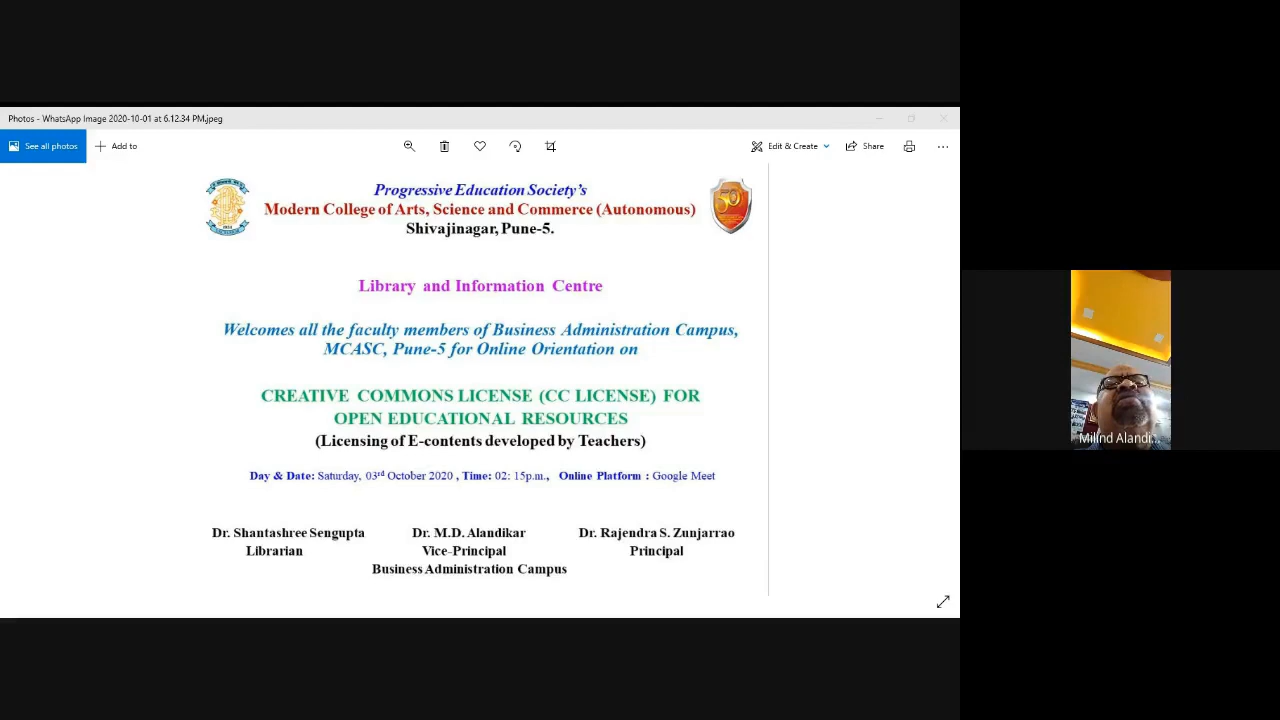 Photos - WhatsApp Image 2020-10-01 at 6.12.34 PM.jpeg
See all photos
Add to
Edit & Create
Share
Progressive Education Society's
Modern College of Arts, Science and Commerce (Autonomous)
Shivajinagar, Pune-5.
50
Library and Information Centre
Welcomes all the faculty members of Business Administration Campus,
MCASC, Pune-5 for Online Orientation on
CREATIVE COMMONS LICENSE (CC LICENSE) FOR
OPEN EDUCATIONAL RESOURCES
(Licensing of E-contents developed by Teachers)
Day & Date: Saturday, 03rd October 2020 , Time: 02: 15p.m., Online Platform : Google Meet
Dr. Shantashree Sengupta
Librarian
Dr. M.D. Alandikar
Vice-Principal
Business Administration Campus
Dr. Rajendra S. Zunjarrao
Principal
Milind Alandi...